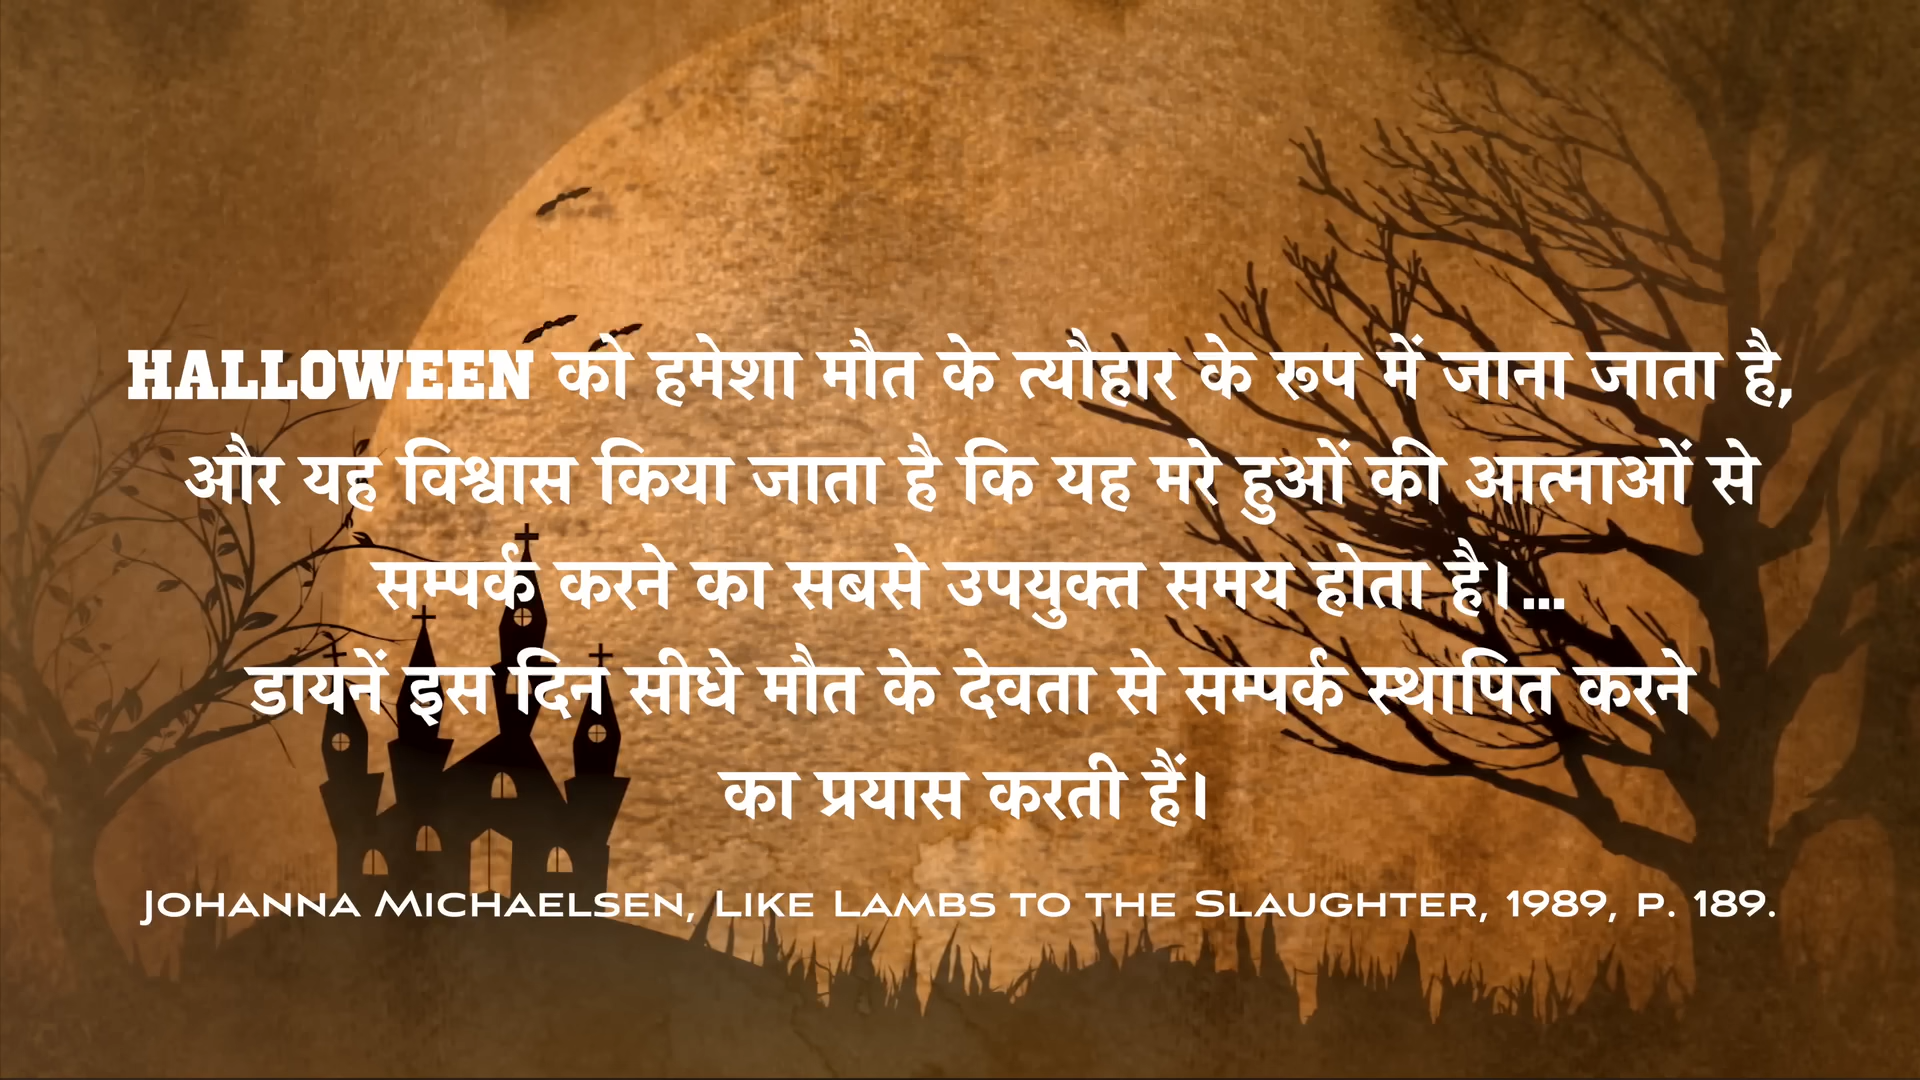 HALLOWEEN को हमेशा मौत के त्यौहार के रूप में जाना जाता है,
और यह विश्वास किया जाता है कि यह मरे हुओं की आत्माओं से
सम्पर्क करने का सबसे उपयुक्त समय होता है।...
डायनें इस दिन सीधे मौत के देवता से सम्पर्क स्थापित करने
का प्रयास करती हैं।
Johanna Michaelsen, Like Lambs to the Slaughter, 1989, p. 189.